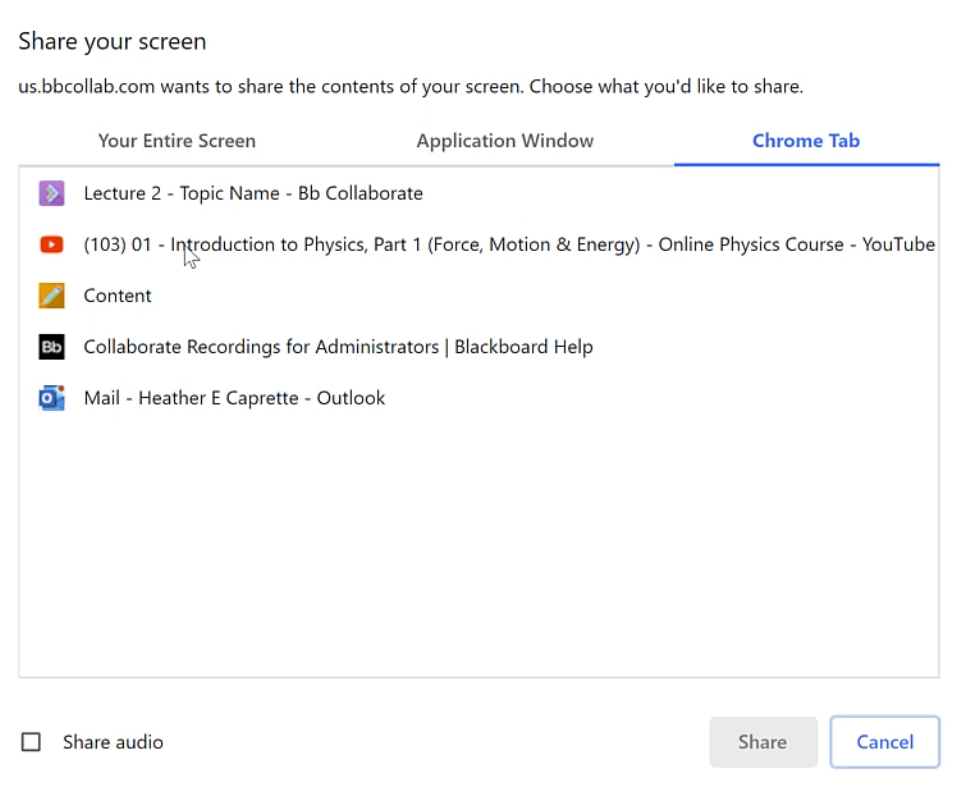 Share your screen
us.bbcollab.com wants to share the contents of your screen. Choose what you'd like to share.
Your Entire Screen Application Window Chrome Tab
Lecture 2 - Topic Name - Bb Collaborate
(103) 01 - Introduction to Physics, Part 1 (Force, Motion & Energy) - Online Physics Course - YouTube
Content
Bb Collaborate Recordings for Administrators | Blackboard Help
Mail - Heather E Caprette - Outlook
Share audio Share Cancel